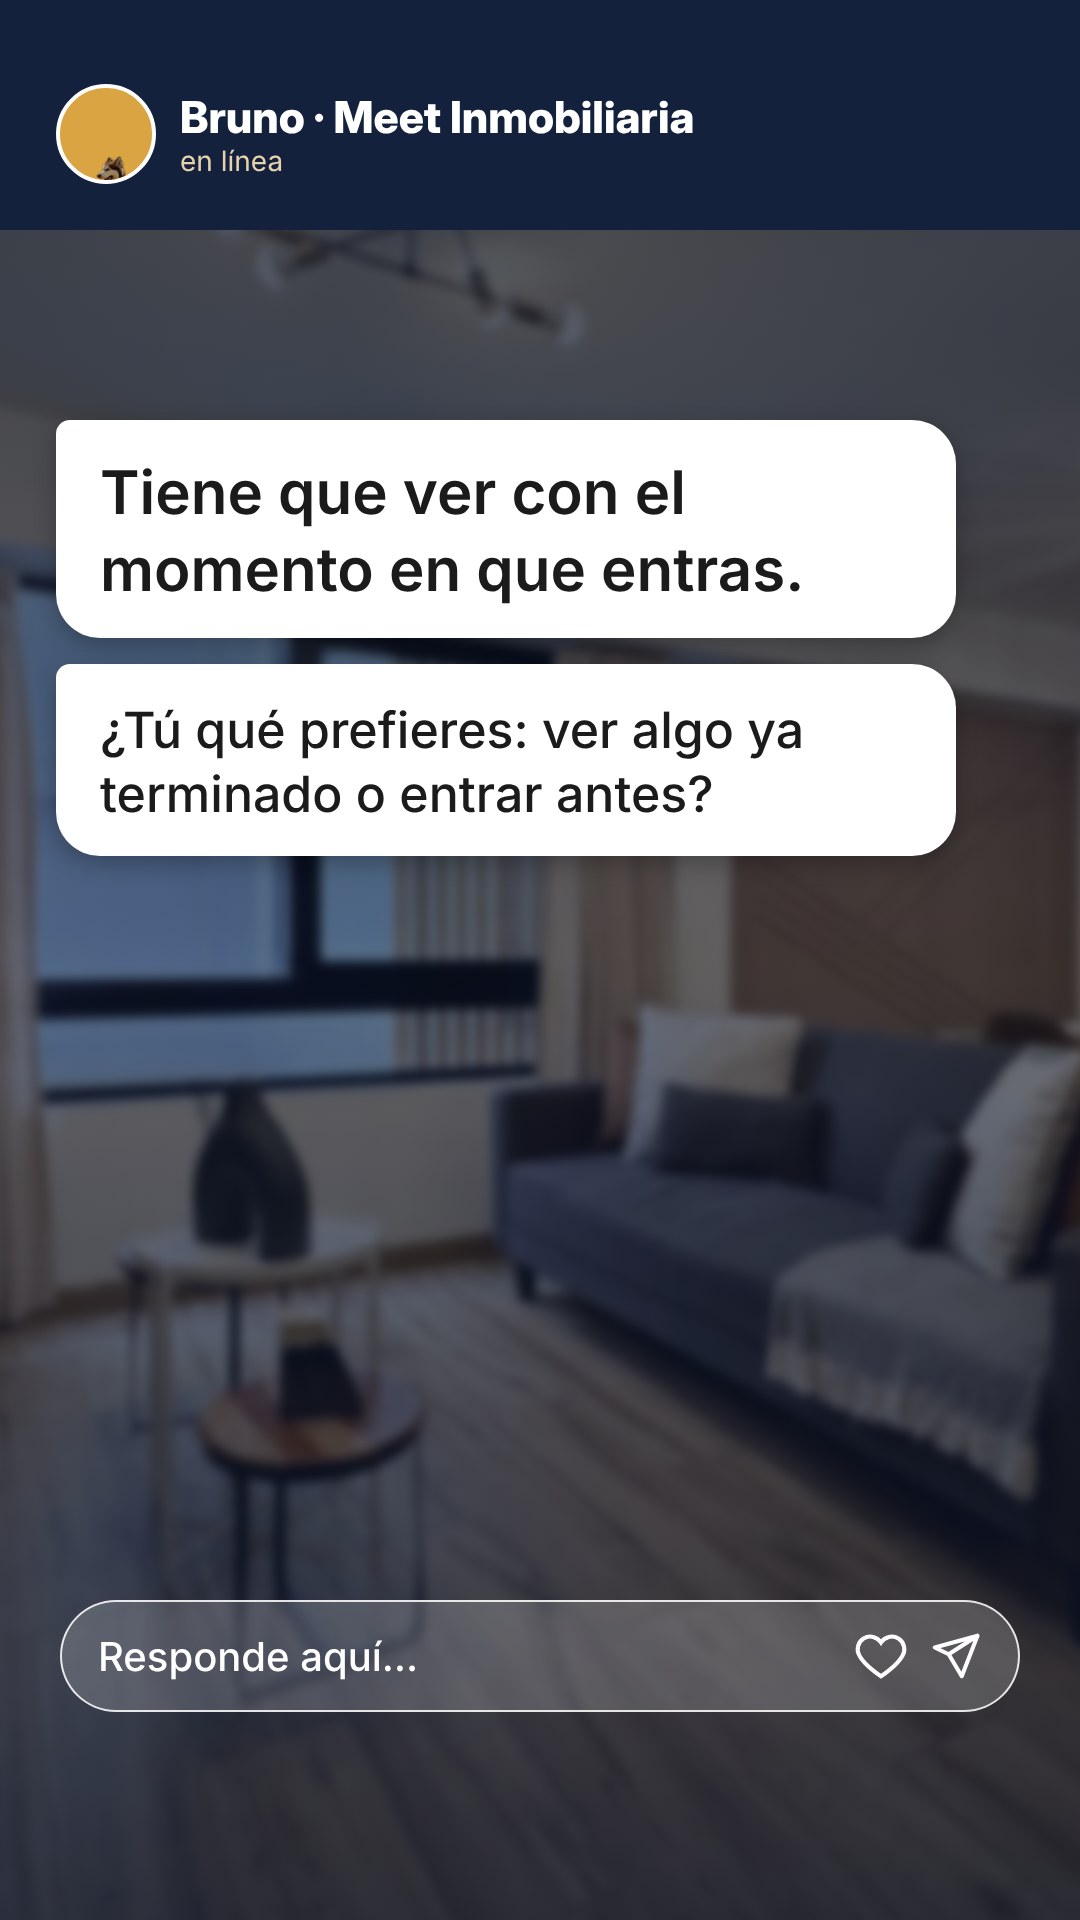 Bruno · Meet Inmobiliaria
en línea
Tiene que ver con el
momento en que entras.
¿Tú qué prefieres: ver algo ya
terminado o entrar antes?
Responde aquí...